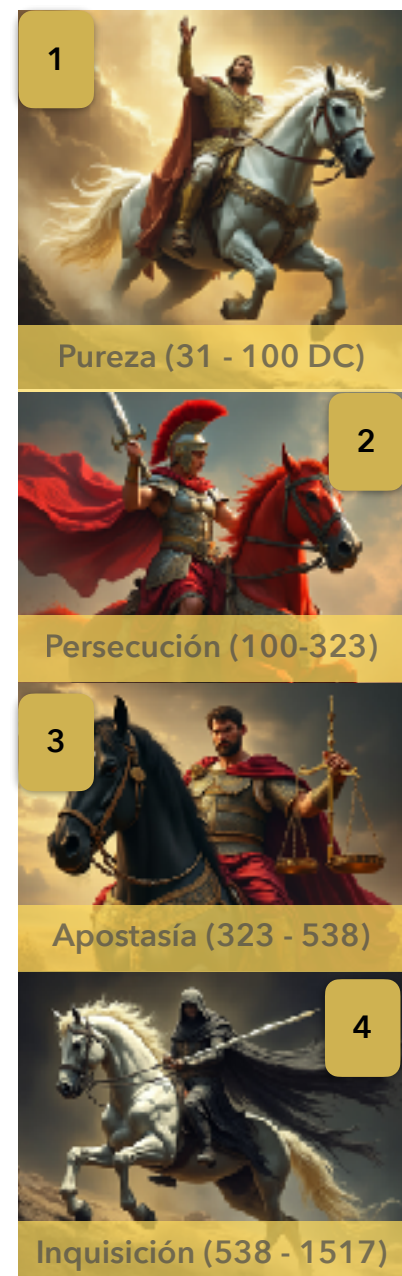 1
Pureza (31 - 100 DC)
2
Persecución (100-323)
3
Apostasía (323 - 538)
4
Inquisición (538 - 1517)